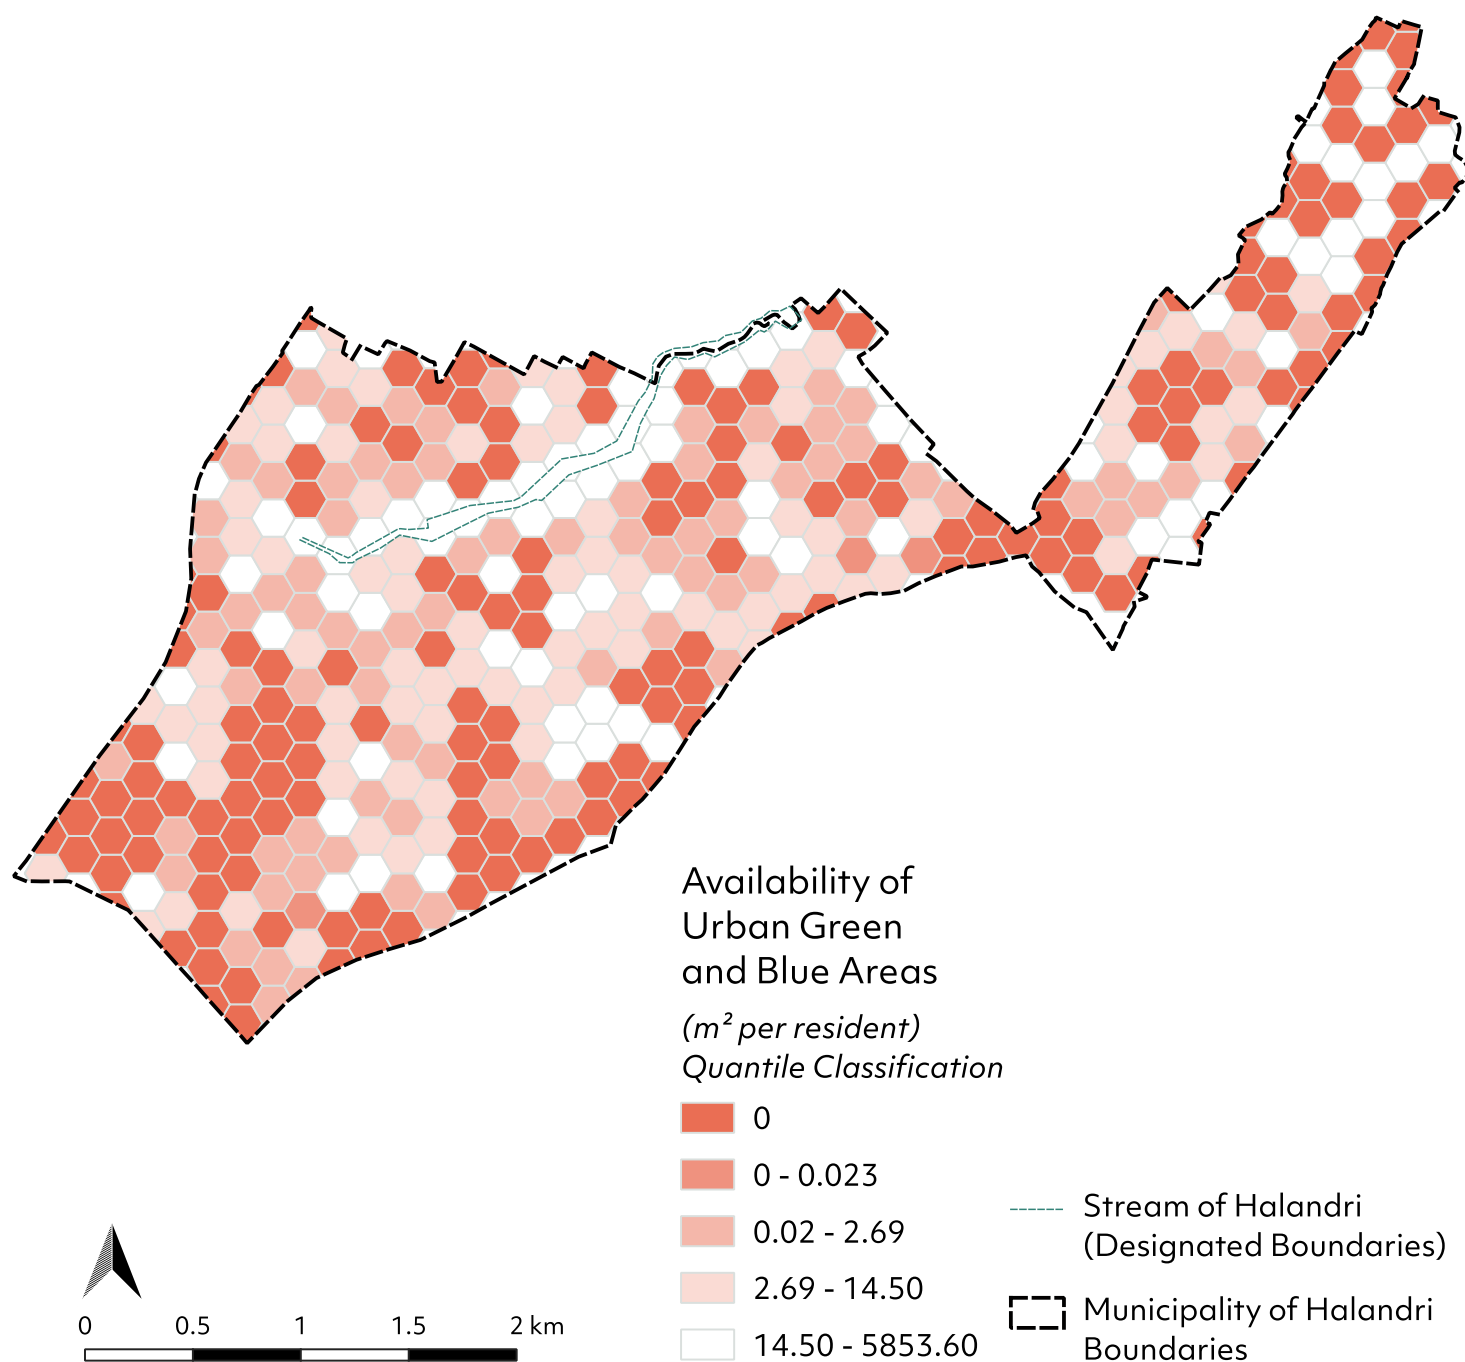 Availability of
Urban Green
and Blue Areas
(m² per resident)
Quantile Classification
0
0 - 0.023
0.02 - 2.69
2.69 - 14.50
14.50 - 5853.60
Stream of Halandri
(Designated Boundaries)
Municipality of Halandri
Boundaries
0 0.5 1 1.5 2 km